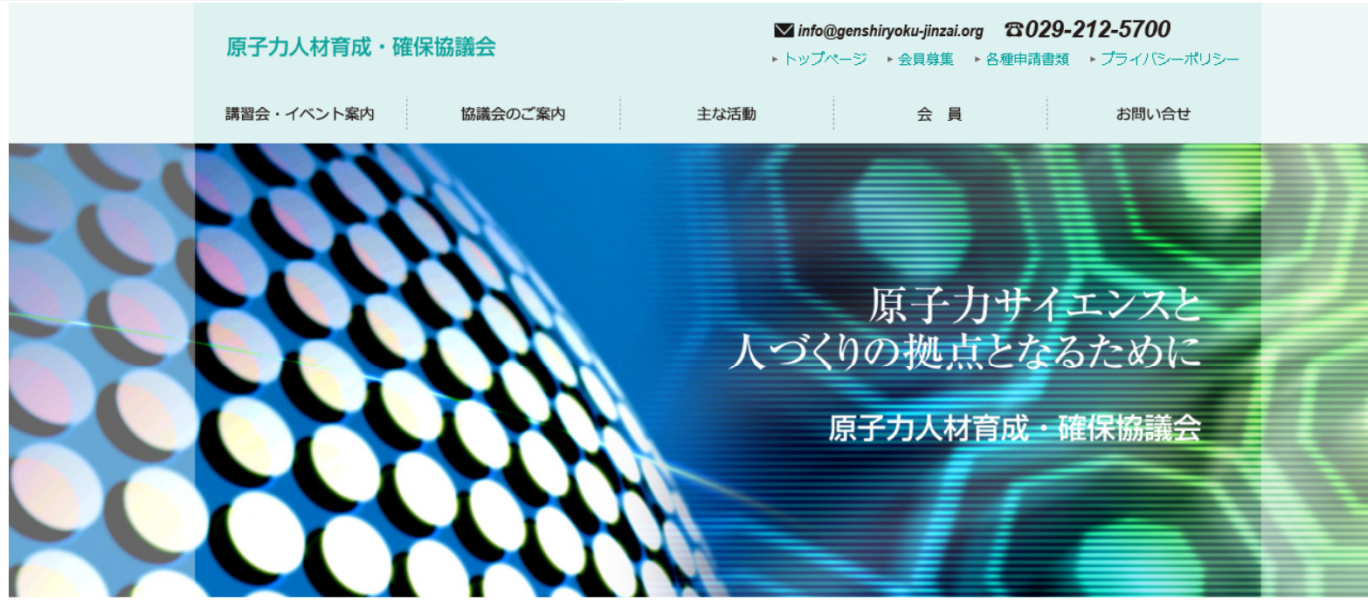 原子力人材育成・確保協議会
info@genshiryoku-jinzai.org ☎029-212-5700
トップページ 会員募集 各種申請書類 プライバシーポリシー
講習会・イベント案内 協議会のご案内 主な活動 会 員 お問い合せ
原子力サイエンスと
人づくりの拠点となるために
原子力人材育成・確保協議会